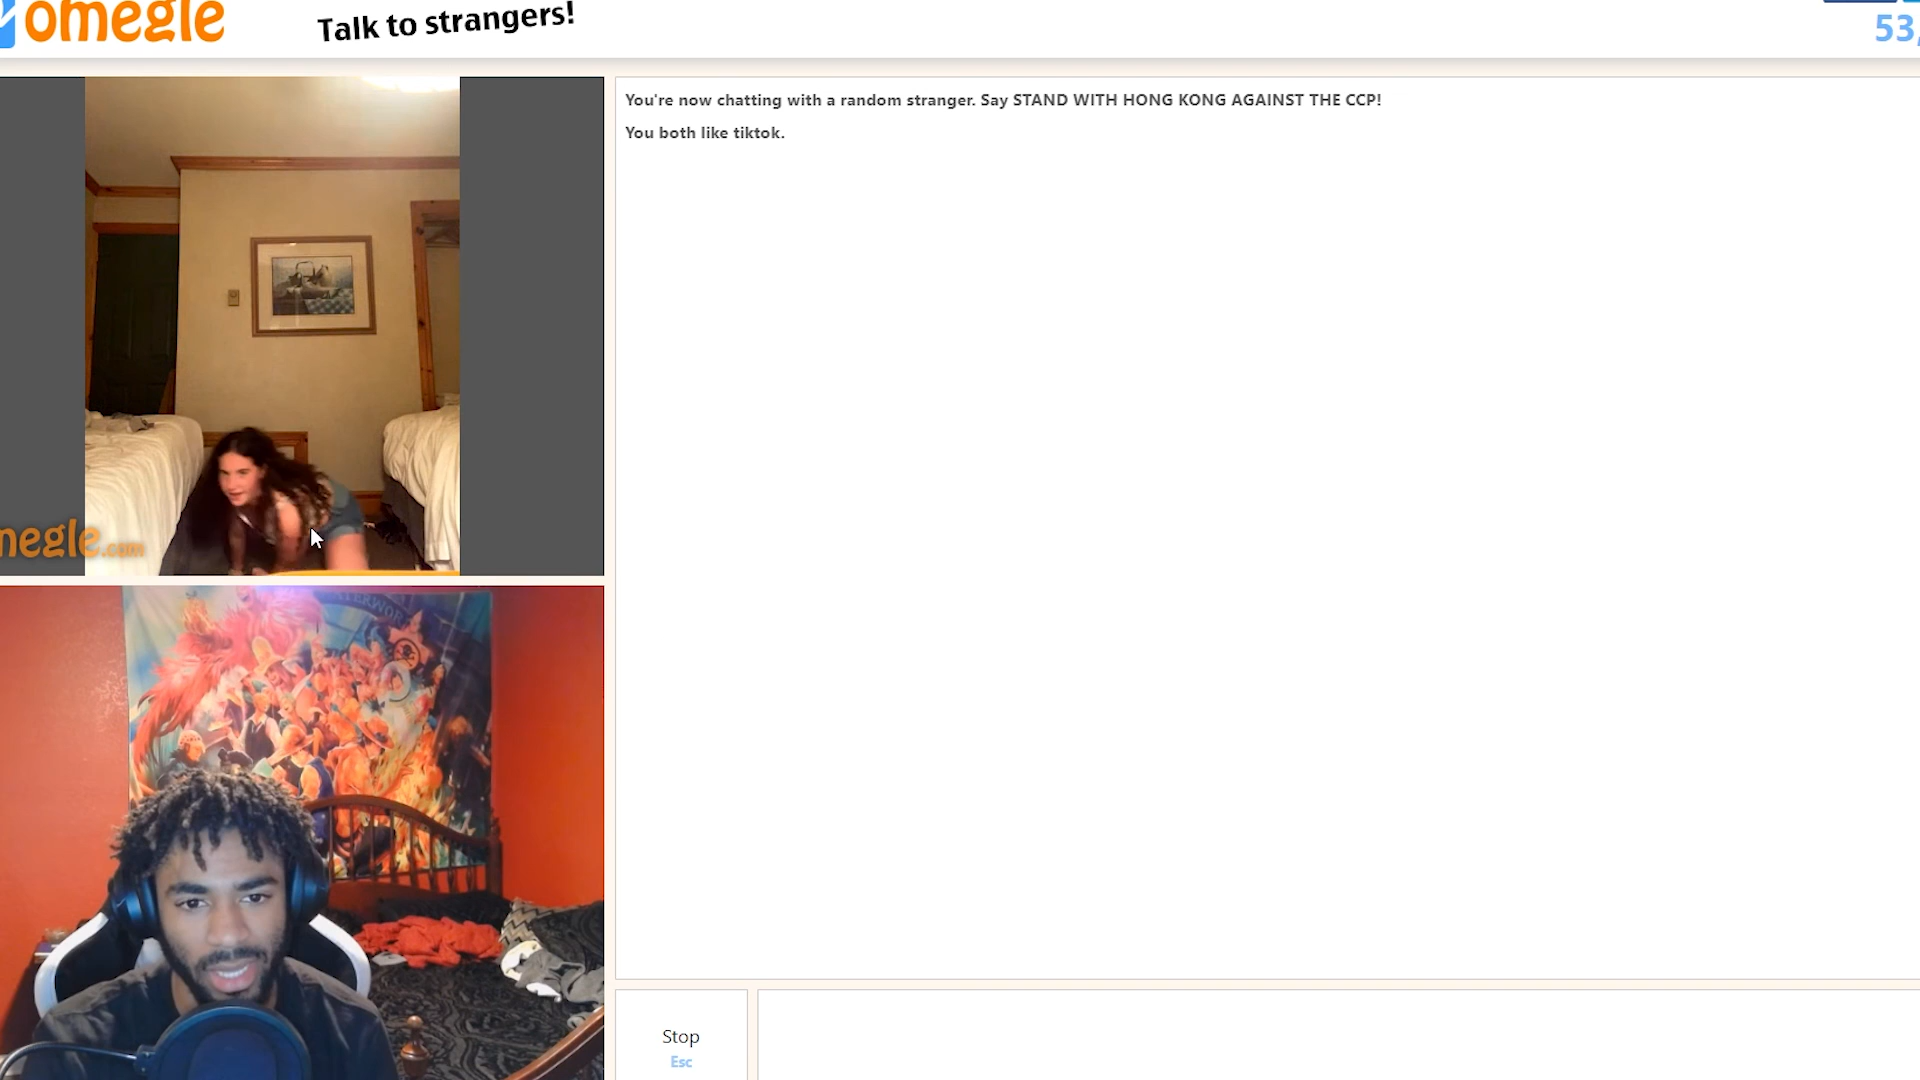 omegle
Talk to strangers!
53,
You're now chatting with a random stranger. Say STAND WITH HONG KONG AGAINST THE CCP!
You both like tiktok.
megle.com
Stop
Esc